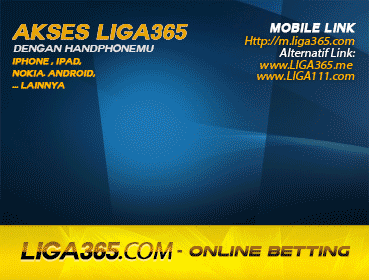 AKSES LIGA365
DENGAN HANDPHONEMU
IPHONE , IPAD,
NOKIA. ANDROID,
... LAINNYA
MOBILE LINK
Http://m.liga365.com
Alternatif Link:
www.LIGA365.me
www.LIGA111.com
LIGA365.COM - ONLINE BETTING